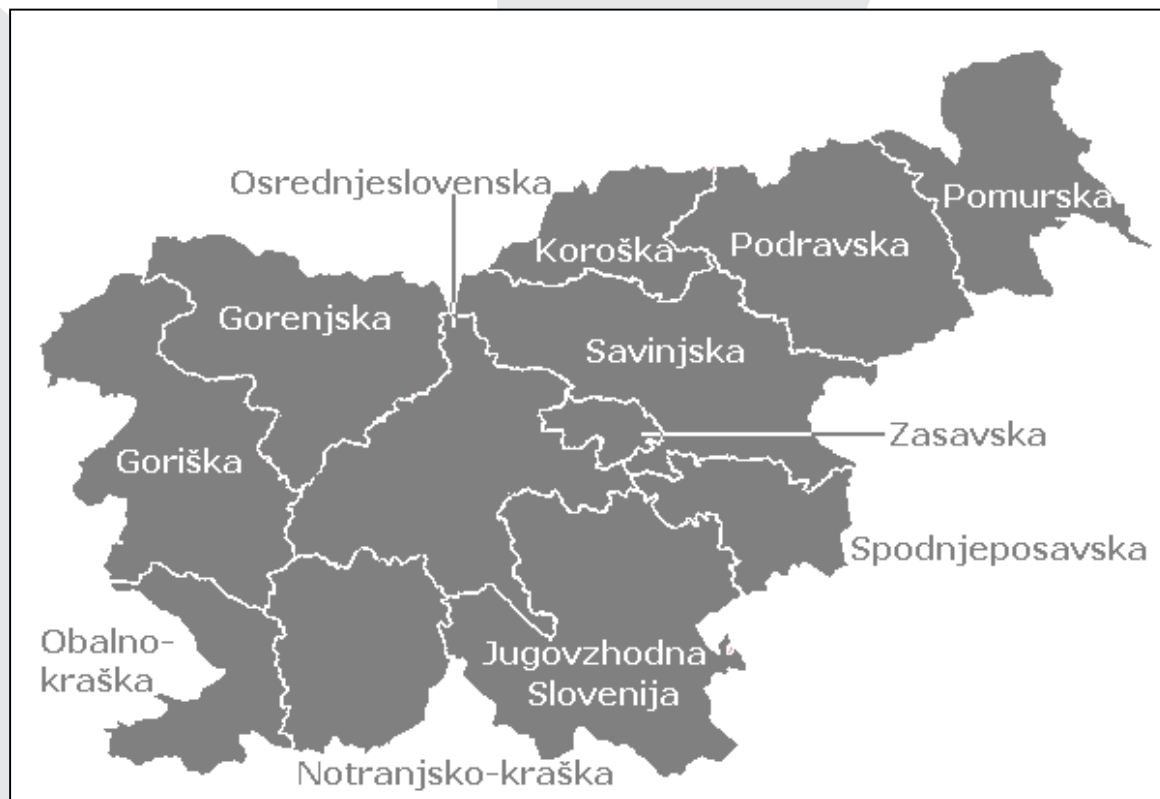 Osrednjeslovenska
Pomurska
Koroška
Podravska
Gorenjska
Savinjska
Zasavska
Goriška
Spodnjeposavska
Obalno-
kraška
Jugovzhodna
Slovenija
Notranjsko-kraška